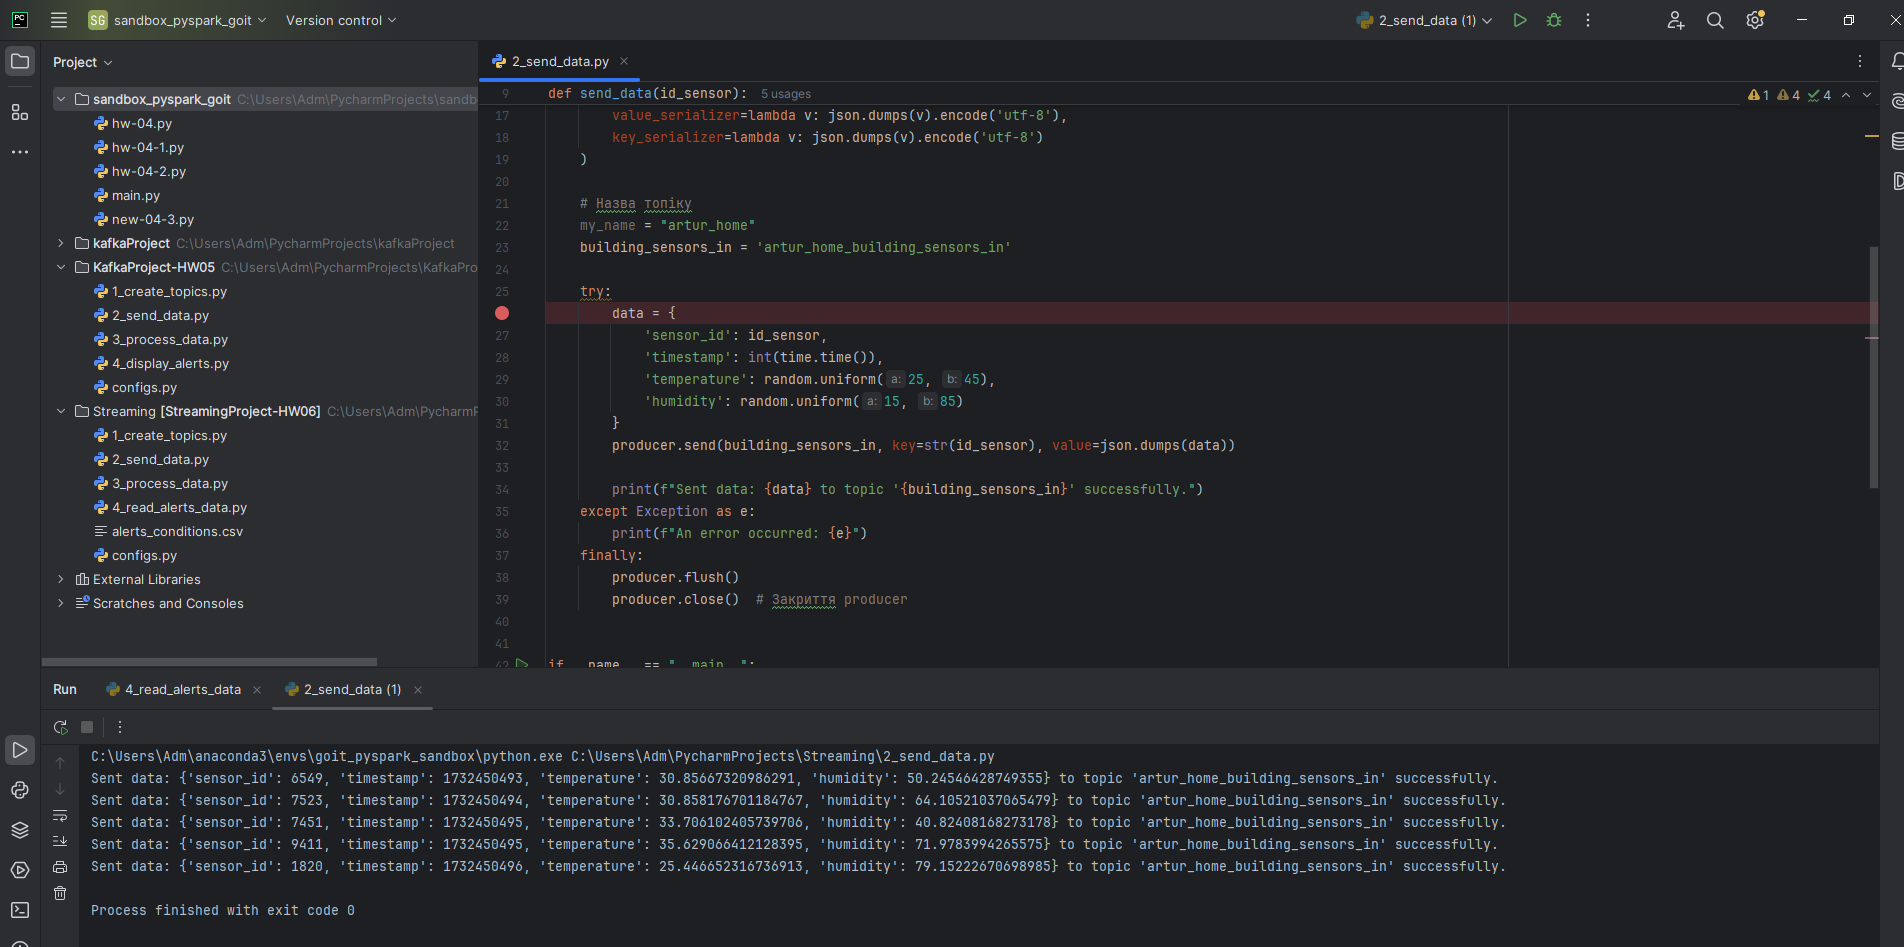 SG sandbox_pyspark_goit Version control 2_send_data (1)
Project
sandbox_pyspark_goit C:\Users\Adm\PycharmProjects\sandb
hw-04.py
hw-04-1.py
hw-04-2.py
main.py
new-04-3.py
kafkaProject C:\Users\Adm\PycharmProjects\kafkaProject
KafkaProject-HW05 C:\Users\Adm\PycharmProjects\KafkaPro
1_create_topics.py
2_send_data.py
3_process_data.py
4_display_alerts.py
configs.py
Streaming [StreamingProject-HW06] C:\Users\Adm\PycharmP
1_create_topics.py
2_send_data.py
3_process_data.py
4_read_alerts_data.py
alerts_conditions.csv
configs.py
External Libraries
Scratches and Consoles
2_send_data.py
9 def send_data(id_sensor): 5 usages
1 4 4
17 value_serializer=lambda v: json.dumps(v).encode('utf-8'),
18 key_serializer=lambda v: json.dumps(v).encode('utf-8')
19 )
20
21 # Назва топіку
22 my_name = "artur_home"
23 building_sensors_in = 'artur_home_building_sensors_in'
24
25 try:
data = {
27 'sensor_id': id_sensor,
28 'timestamp': int(time.time()),
29 'temperature': random.uniform( a: 25, b: 45),
30 'humidity': random.uniform( a: 15, b: 85)
31 }
32 producer.send(building_sensors_in, key=str(id_sensor), value=json.dumps(data))
33
34 print(f"Sent data: {data} to topic '{building_sensors_in}' successfully.")
35 except Exception as e:
36 print(f"An error occurred: {e}")
37 finally:
38 producer.flush()
39 producer.close() # Закриття producer
40
41
42 if __name__ == "__main__":
Run 4_read_alerts_data 2_send_data (1)
C:\Users\Adm\anaconda3\envs\goit_pyspark_sandbox\python.exe C:\Users\Adm\PycharmProjects\Streaming\2_send_data.py
Sent data: {'sensor_id': 6549, 'timestamp': 1732450493, 'temperature': 30.85667320986291, 'humidity': 50.24546428749355} to topic 'artur_home_building_sensors_in' successfully.
Sent data: {'sensor_id': 7523, 'timestamp': 1732450494, 'temperature': 30.858176701184767, 'humidity': 64.10521037065479} to topic 'artur_home_building_sensors_in' successfully.
Sent data: {'sensor_id': 7451, 'timestamp': 1732450495, 'temperature': 33.706102405739706, 'humidity': 40.82408168273178} to topic 'artur_home_building_sensors_in' successfully.
Sent data: {'sensor_id': 9411, 'timestamp': 1732450495, 'temperature': 35.629066412128395, 'humidity': 71.9783994265575} to topic 'artur_home_building_sensors_in' successfully.
Sent data: {'sensor_id': 1820, 'timestamp': 1732450496, 'temperature': 25.446652316736913, 'humidity': 79.15222670698985} to topic 'artur_home_building_sensors_in' successfully.
Process finished with exit code 0